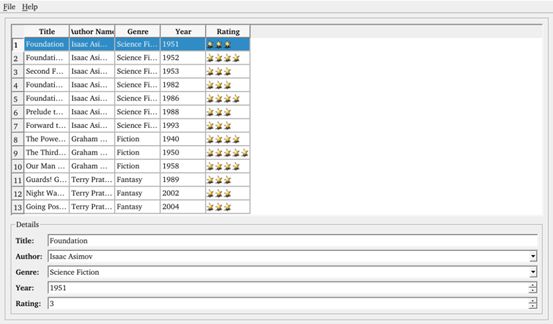 File Help
Title Author Name Genre Year Rating
1 Foundation Isaac Asi... Science Fi... 1951
2 Foundati... Isaac Asi... Science Fi... 1952
3 Second F... Isaac Asi... Science Fi... 1953
4 Foundati... Isaac Asi... Science Fi... 1982
5 Foundati... Isaac Asi... Science Fi... 1986
6 Prelude t... Isaac Asi... Science Fi... 1988
7 Forward t... Isaac Asi... Science Fi... 1993
8 The Powe... Graham ... Fiction 1940
9 The Third... Graham ... Fiction 1950
10 Our Man ... Graham ... Fiction 1958
11 Guards! G... Terry Prat... Fantasy 1989
12 Night Wa... Terry Prat... Fantasy 2002
13 Going Pos... Terry Prat... Fantasy 2004
Details
Title: Foundation
Author: Isaac Asimov
Genre: Science Fiction
Year: 1951
Rating: 3